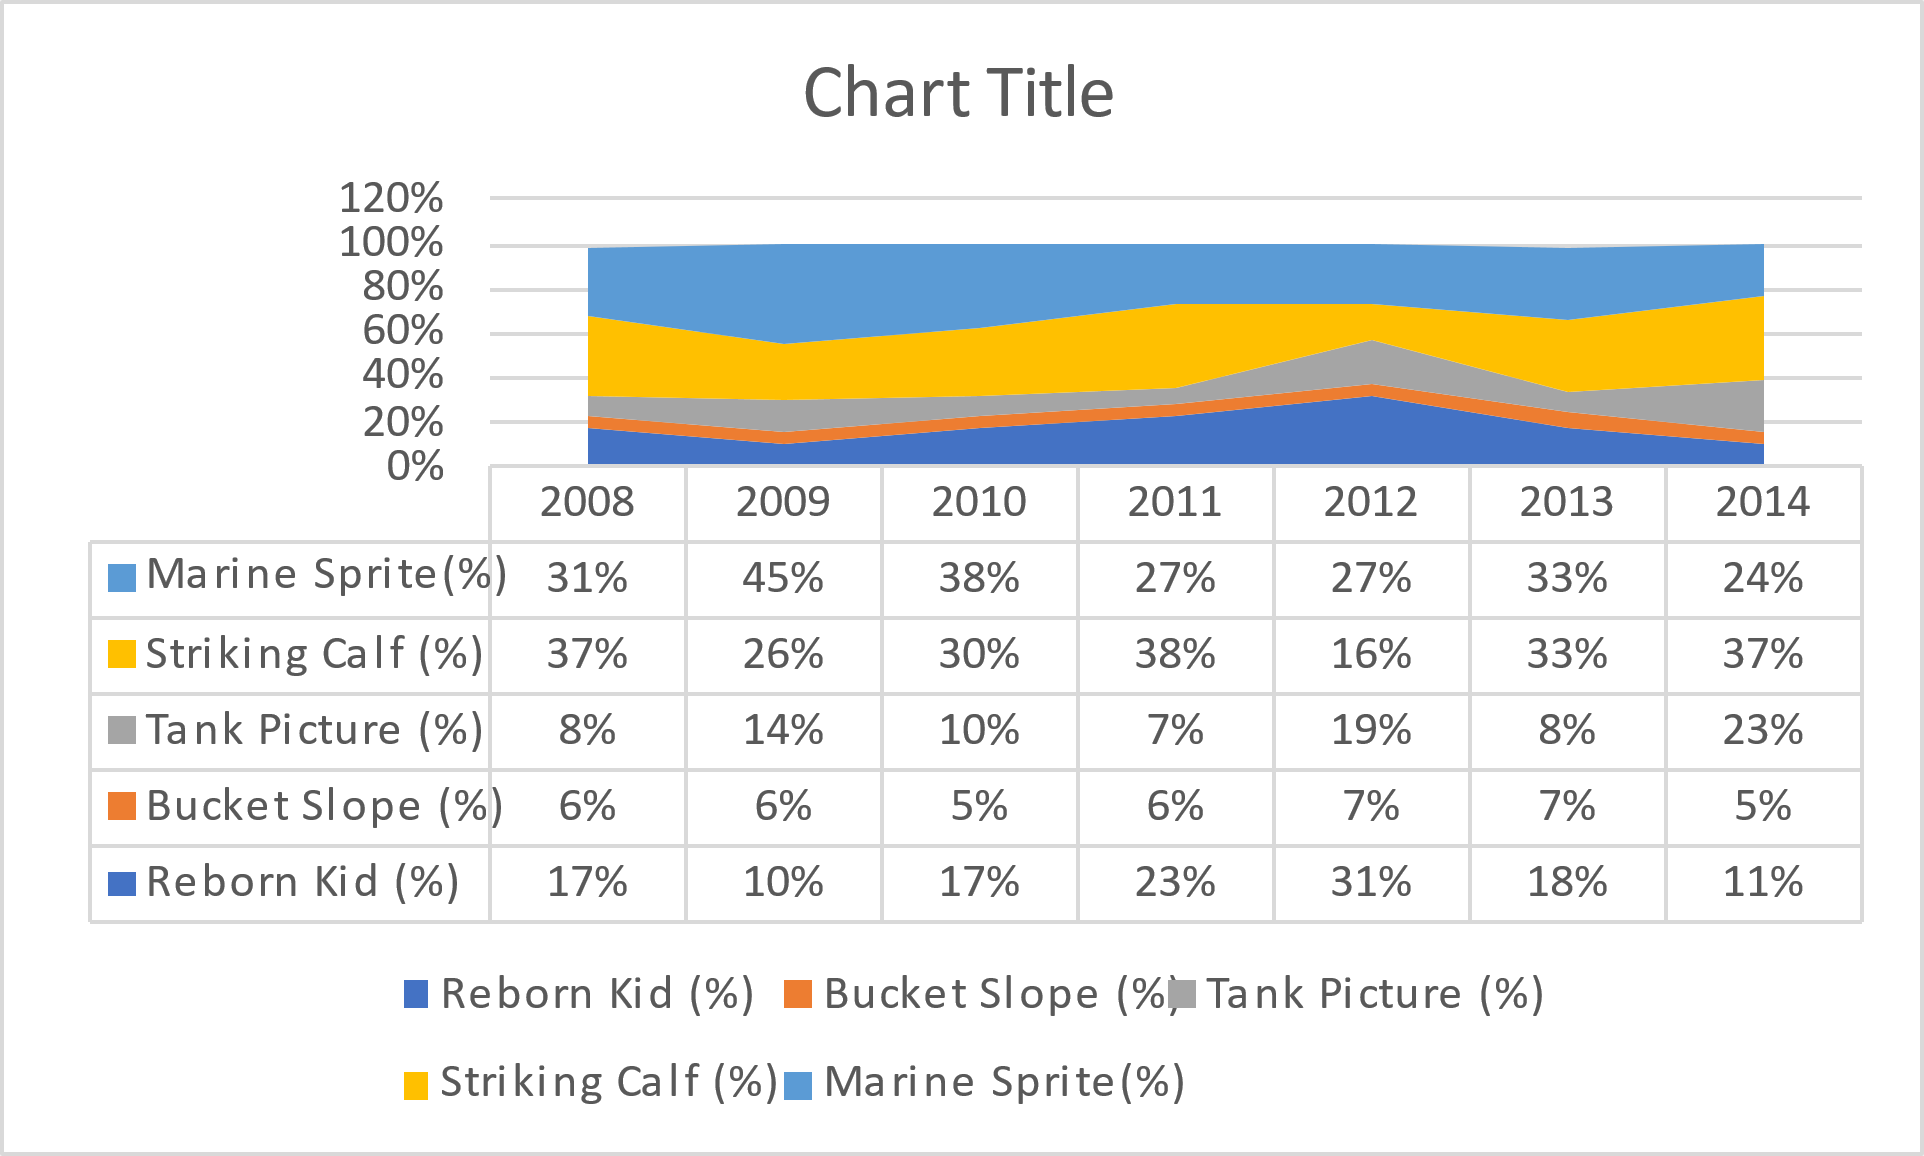 Chart Title
120%
100%
80%
60%
40%
20%
0%
2008 2009 2010 2011 2012 2013 2014
Marine Sprite(%) 31% 45% 38% 27% 27% 33% 24%
Striking Calf (%) 37% 26% 30% 38% 16% 33% 37%
Tank Picture (%) 8% 14% 10% 7% 19% 8% 23%
Bucket Slope (%) 6% 6% 5% 6% 7% 7% 5%
Reborn Kid (%) 17% 10% 17% 23% 31% 18% 11%
Reborn Kid (%) Bucket Slope (%) Tank Picture (%)
Striking Calf (%) Marine Sprite(%)